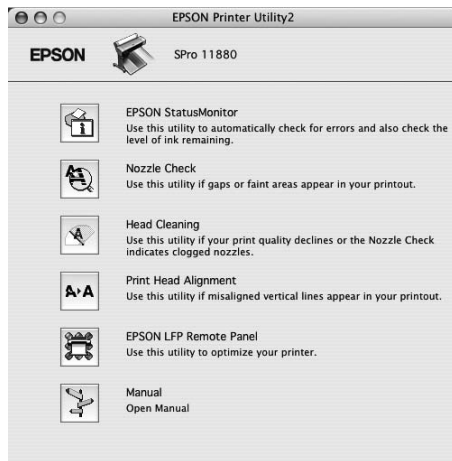 EPSON Printer Utility2
EPSON SPro 11880
EPSON StatusMonitor
Use this utility to automatically check for errors and also check the
level of ink remaining.
Nozzle Check
Use this utility if gaps or faint areas appear in your printout.
Head Cleaning
Use this utility if your print quality declines or the Nozzle Check
indicates clogged nozzles.
Print Head Alignment
Use this utility if misaligned vertical lines appear in your printout.
EPSON LFP Remote Panel
Use this utility to optimize your printer.
Manual
Open Manual